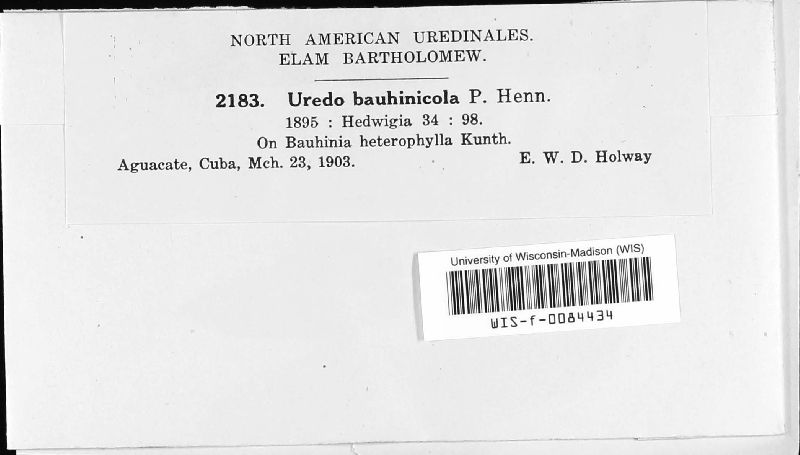 NORTH AMERICAN UREDINALES.
ELAM BARTHOLOMEW.
2183. Uredo bauhinicola P. Henn.
1895 : Hedwigia 34 : 98.
On Bauhinia heterophylla Kunth.
Aguacate, Cuba, Mch. 23, 1903. E. W. D. Holway
University of Wisconsin-Madison (WIS)
WIS-f-0084434